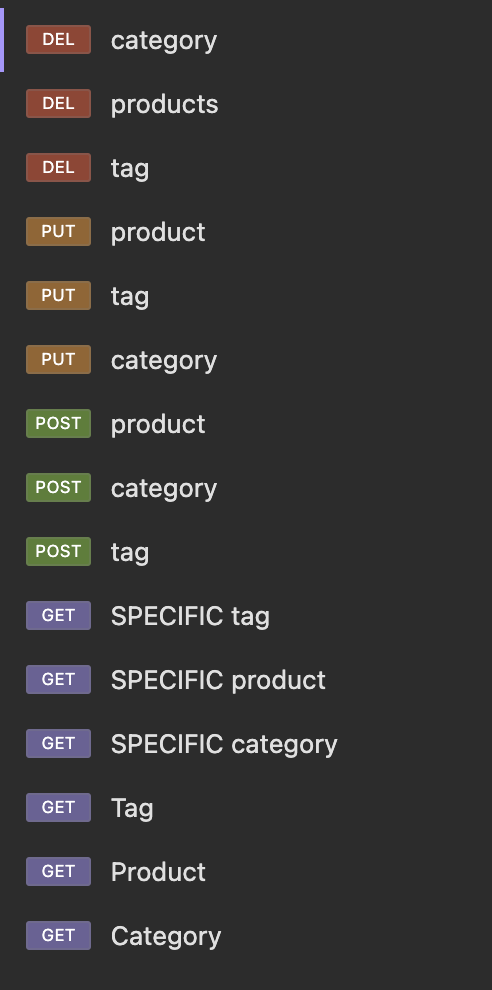 DEL category
DEL products
DEL tag
PUT product
PUT tag
PUT category
POST product
POST category
POST tag
GET SPECIFIC tag
GET SPECIFIC product
GET SPECIFIC category
GET Tag
GET Product
GET Category